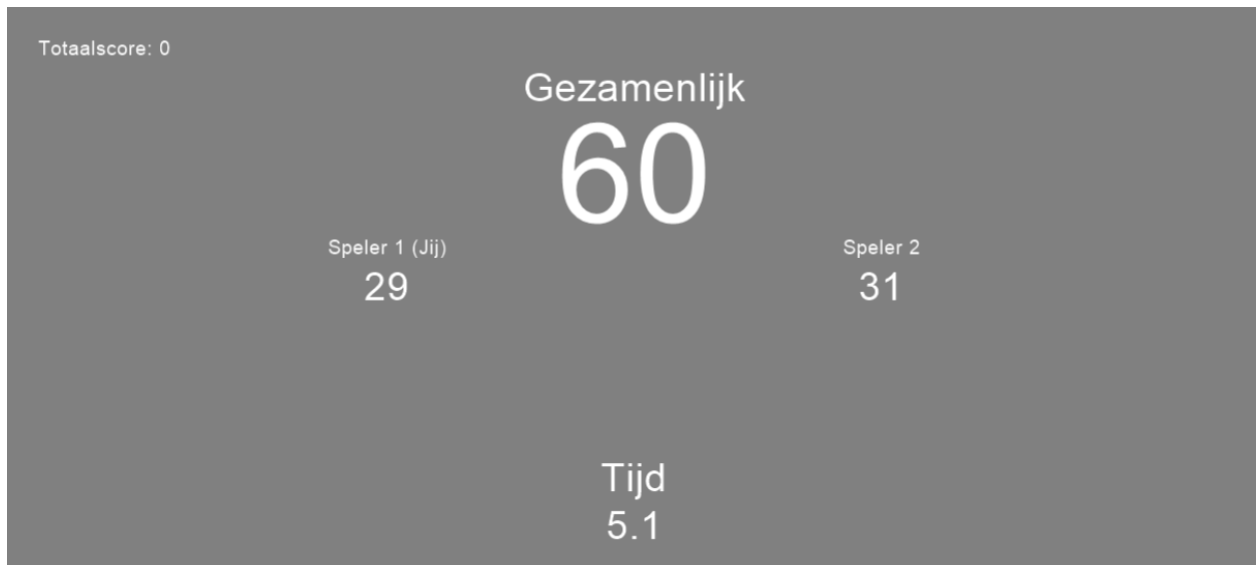 Totaalscore: 0
Gezamenlijk
60
Speler 1 (Jij)
Speler 2
29
31
Tijd
5.1